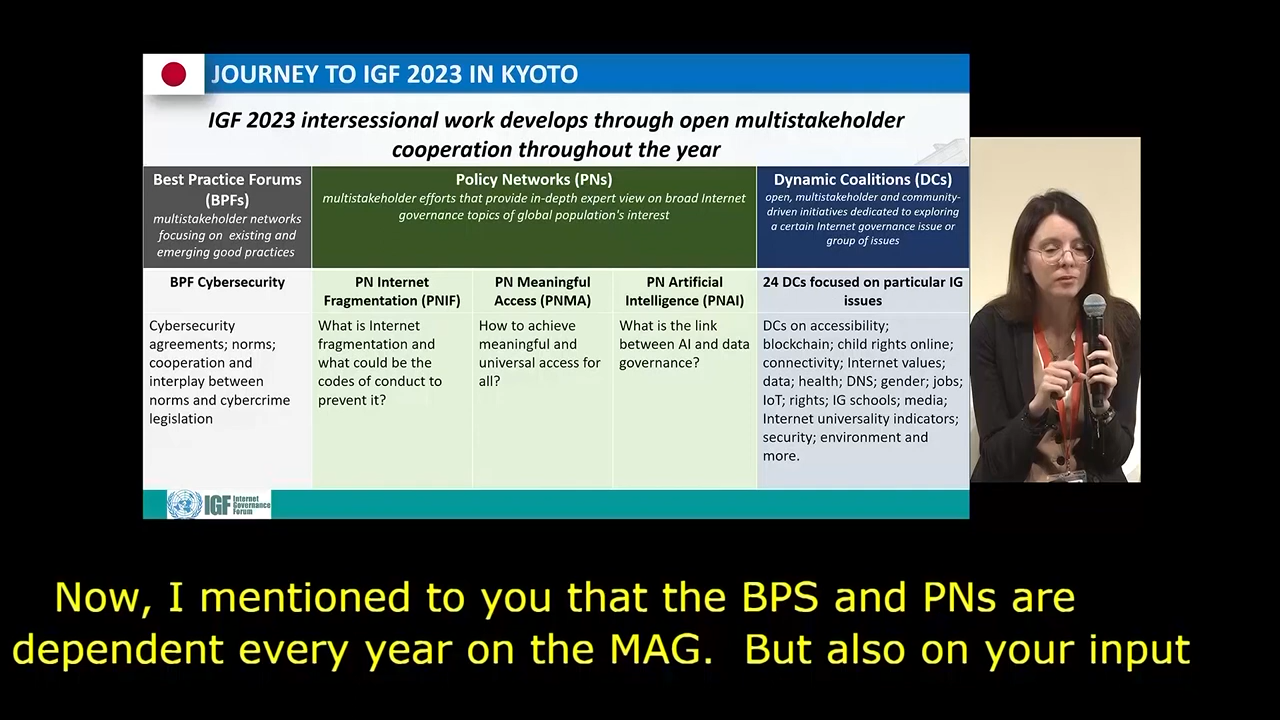 JOURNEY TO IGF 2023 IN KYOTO
IGF 2023 intersessional work develops through open multistakeholder
cooperation throughout the year
Best Practice Forums
(BPFs)
multistakeholder networks
focusing on existing and
emerging good practices
Policy Networks (PNs)
multistakeholder efforts that provide in-depth expert view on broad Internet
governance topics of global population's interest
Dynamic Coalitions (DCs)
open, multistakeholder and community-
driven initiatives dedicated to exploring
a certain Internet governance issue or
group of issues
BPF Cybersecurity
PN Internet
Fragmentation (PNIF)
PN Meaningful
Access (PNMA)
PN Artificial
Intelligence (PNAI)
24 DCs focused on particular IG
issues
Cybersecurity
agreements; norms;
cooperation and
interplay between
norms and cybercrime
legislation
What is Internet
fragmentation and
what could be the
codes of conduct to
prevent it?
How to achieve
meaningful and
universal access for
all?
What is the link
between AI and data
governance?
DCs on accessibility;
blockchain; child rights online;
connectivity; Internet values;
data; health; DNS; gender; jobs;
IoT; rights; IG schools; media;
Internet universality indicators;
security; environment and
more.
IGF Internet
Governance
Forum
Now, I mentioned to you that the BPS and PNs are
dependent every year on the MAG. But also on your input